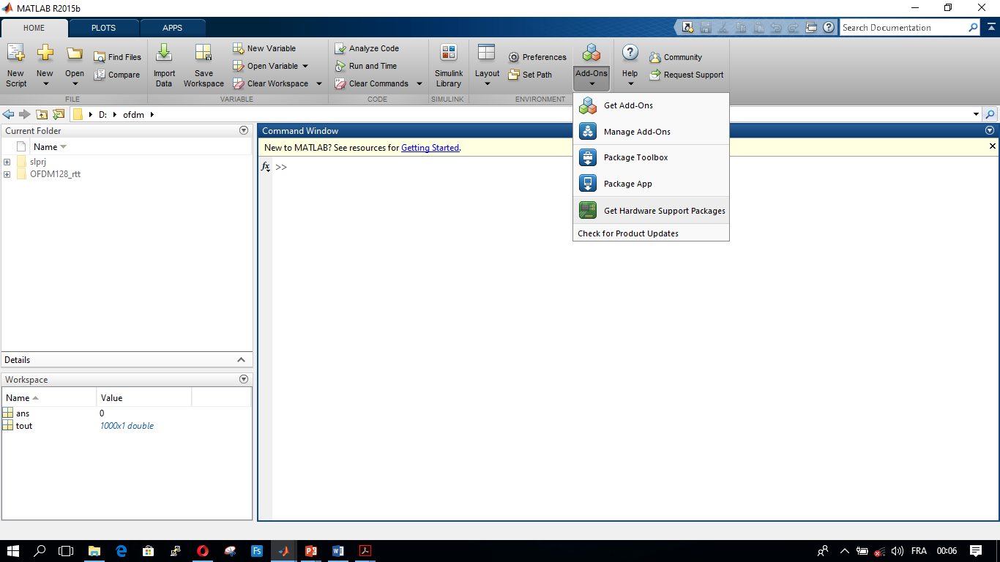 MATLAB R2015b
HOME PLOTS APPS
Search Documentation
New Script
New
Open
Find Files
Compare
FILE
Import Data
Save Workspace
New Variable
Open Variable
Clear Workspace
VARIABLE
Analyze Code
Run and Time
Clear Commands
CODE
Simulink Library
SIMULINK
Layout
Preferences
Set Path
ENVIRONMENT
Add-Ons
Help
Community
Request Support
Get Add-Ons
Manage Add-Ons
Package Toolbox
Package App
Get Hardware Support Packages
Check for Product Updates
D: ofdm
Current Folder
Name
slprj
OFDM128_rtt
Details
Workspace
Name Value
ans 0
tout 1000x1 double
Command Window
New to MATLAB? See resources for Getting Started.
fx >>
Fs
FRA 00:06